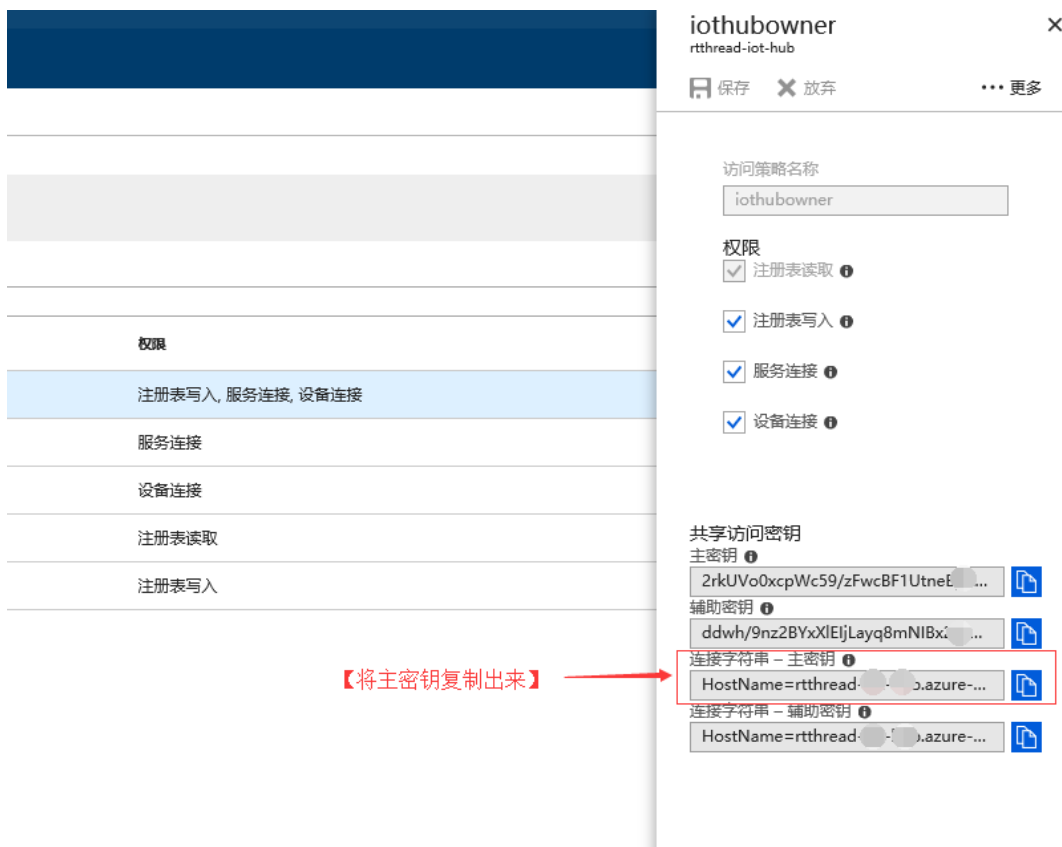 iothubowner
rtthread-iot-hub
保存 放弃 更多
访问策略名称
iothubowner
权限
注册表读取
注册表写入
服务连接
设备连接
权限
注册表写入, 服务连接, 设备连接
服务连接
设备连接
注册表读取
注册表写入
共享访问密钥
主密钥
2rkUVo0xcpWc59/zFwcBF1Utne...
辅助密钥
ddwh/9nz2BYxXlEIjLayq8mNIBx...
连接字符串 – 主密钥
【将主密钥复制出来】
HostName=rtthread- .azure-...
连接字符串 – 辅助密钥
HostName=rtthread- .azure-...